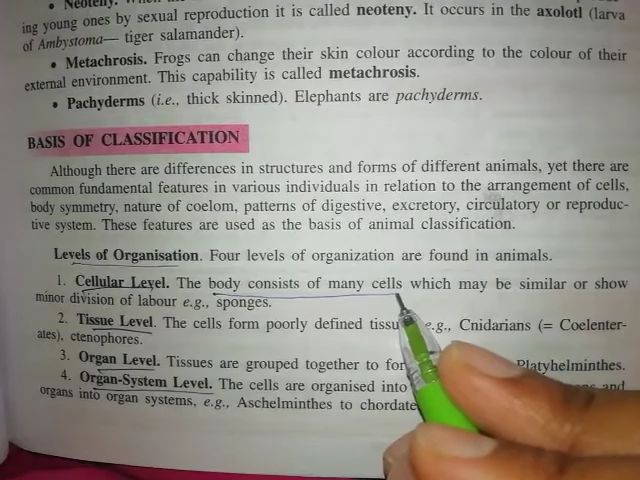 • Neoteny. When
ing young ones by sexual reproduction it is called neoteny. It occurs in the axolotl (larva
of Ambystoma— tiger salamander).
• Metachrosis. Frogs can change their skin colour according to the colour of their
external environment. This capability is called metachrosis.
• Pachyderms (i.e., thick skinned). Elephants are pachyderms.
BASIS OF CLASSIFICATION
Although there are differences in structures and forms of different animals, yet there are
common fundamental features in various individuals in relation to the arrangement of cells,
body symmetry, nature of coelom, patterns of digestive, excretory, circulatory or reproduc-
tive system. These features are used as the basis of animal classification.
Levels of Organisation. Four levels of organization are found in animals.
1. Cellular Level. The body consists of many cells which may be similar or show
minor division of labour e.g., sponges.
2. Tissue Level. The cells form poorly defined tissu e.g., Cnidarians (= Coelenter-
ates), ctenophores.
3. Organ Level. Tissues are grouped together to for Platyhelminthes.
4. Organ-System Level. The cells are organised into and
organs into organ systems, e.g., Aschelminthes to chordate